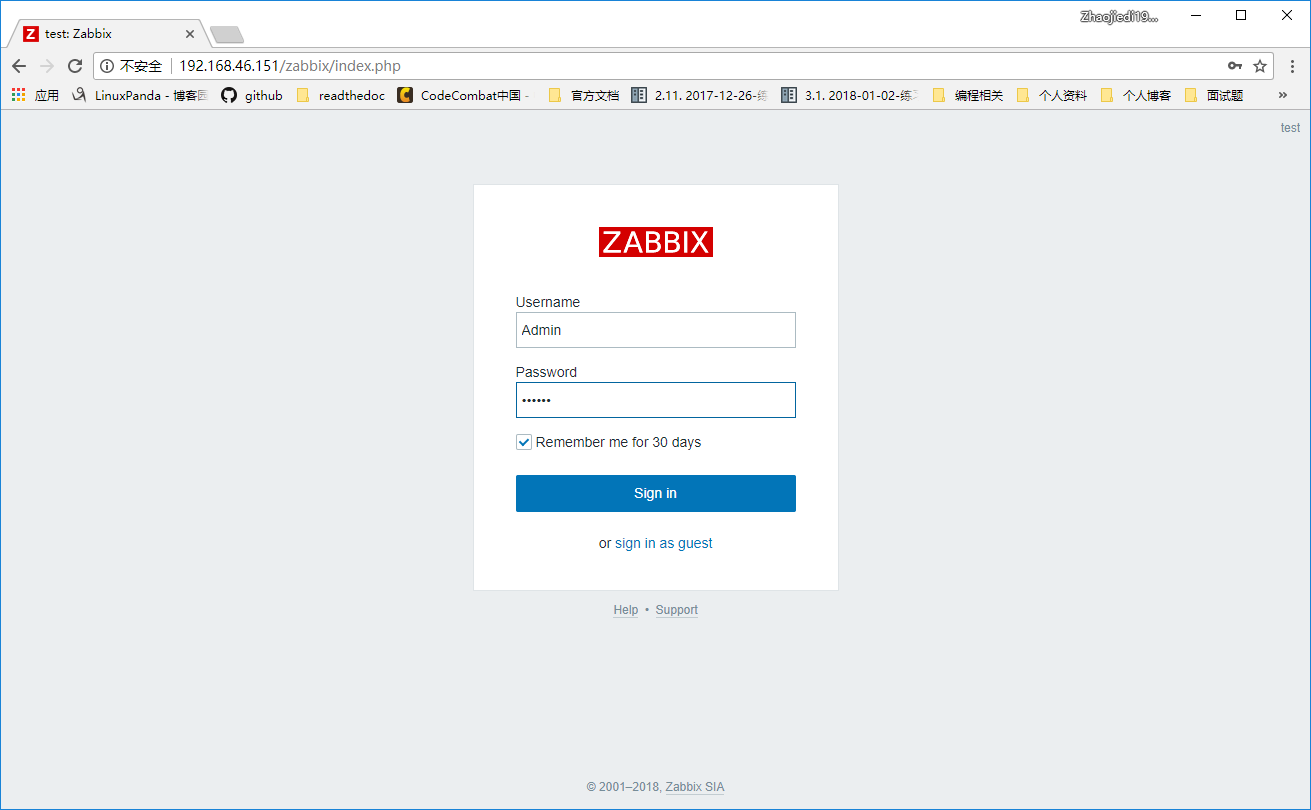 Zhaojiedi19...
test: Zabbix
不安全 192.168.46.151/zabbix/index.php
应用 LinuxPanda - 博客园 github readthedoc CodeCombat中国 - 官方文档 2.11. 2017-12-26-练 3.1. 2018-01-02-练习 编程相关 个人资料 个人博客 面试题 »
test
ZABBIX
Username
Admin
Password
••••••
Remember me for 30 days
Sign in
or sign in as guest
Help • Support
© 2001–2018, Zabbix SIA